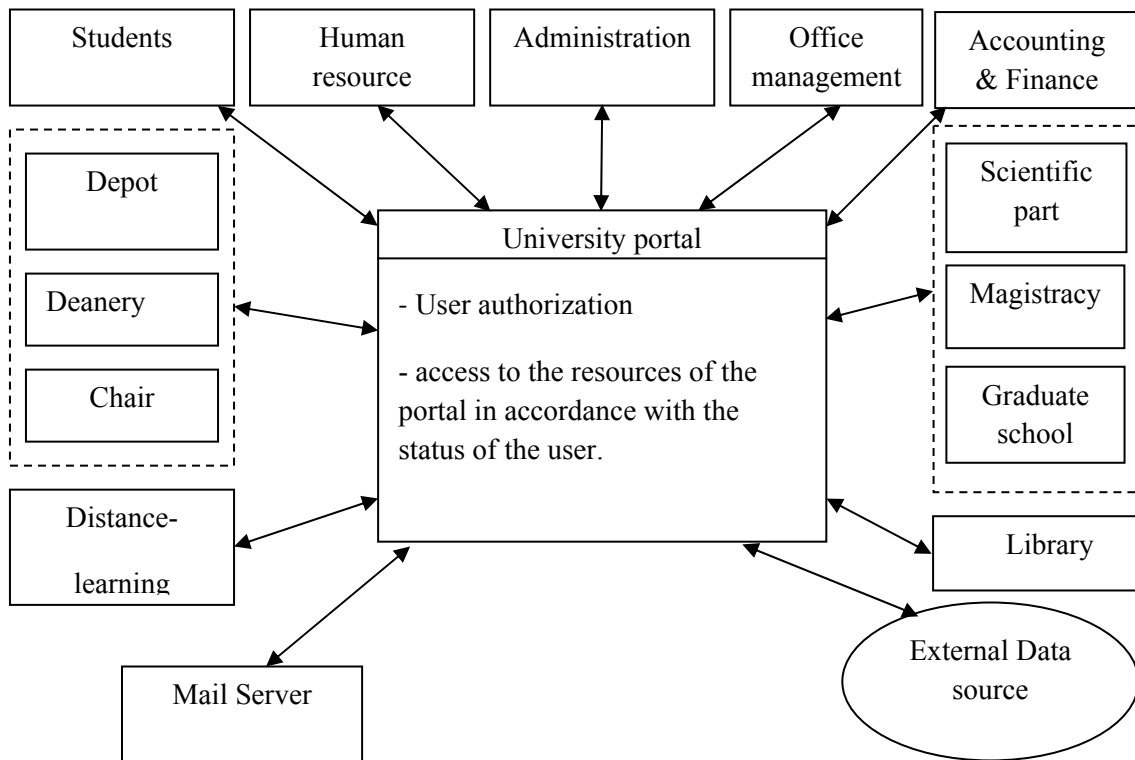 Students
Human
resource
Administration
Office
management
Accounting
& Finance
Depot
Deanery
Chair
University portal
- User authorization
- access to the resources of the
portal in accordance with the
status of the user.
Scientific
part
Magistracy
Graduate
school
Distance-
learning
Library
Mail Server
External Data
source